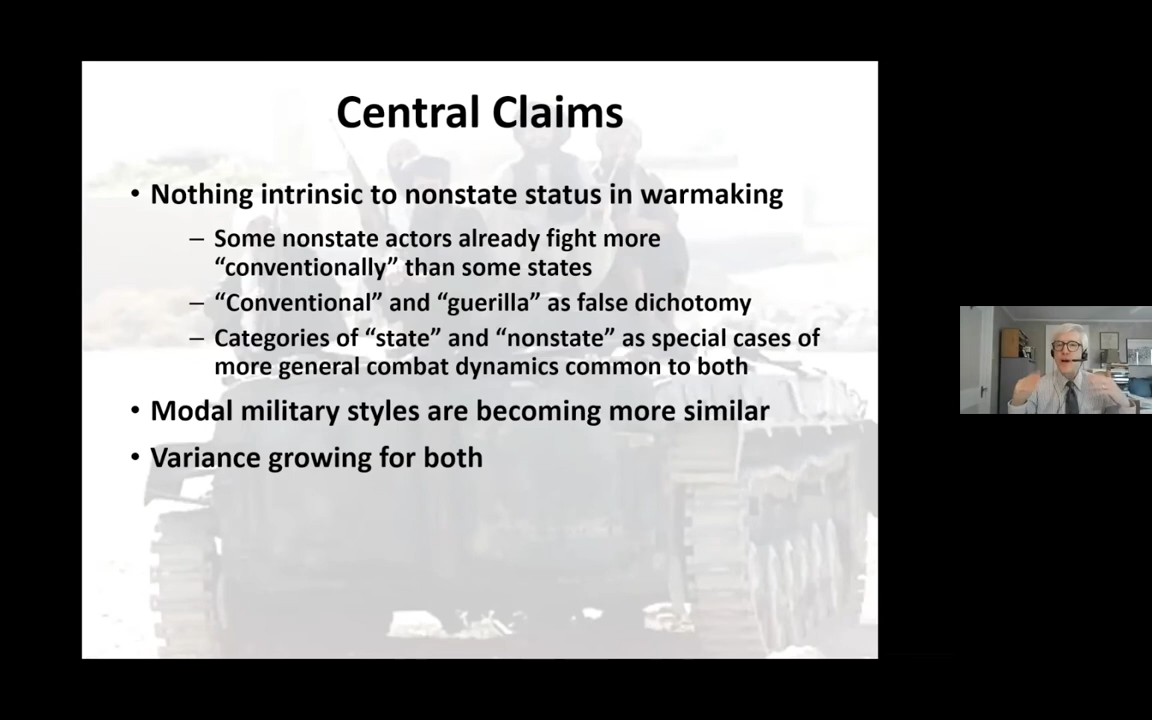 Central Claims
• Nothing intrinsic to nonstate status in warmaking
– Some nonstate actors already fight more
“conventionally” than some states
– “Conventional” and “guerilla” as false dichotomy
– Categories of “state” and “nonstate” as special cases of
more general combat dynamics common to both
• Modal military styles are becoming more similar
• Variance growing for both